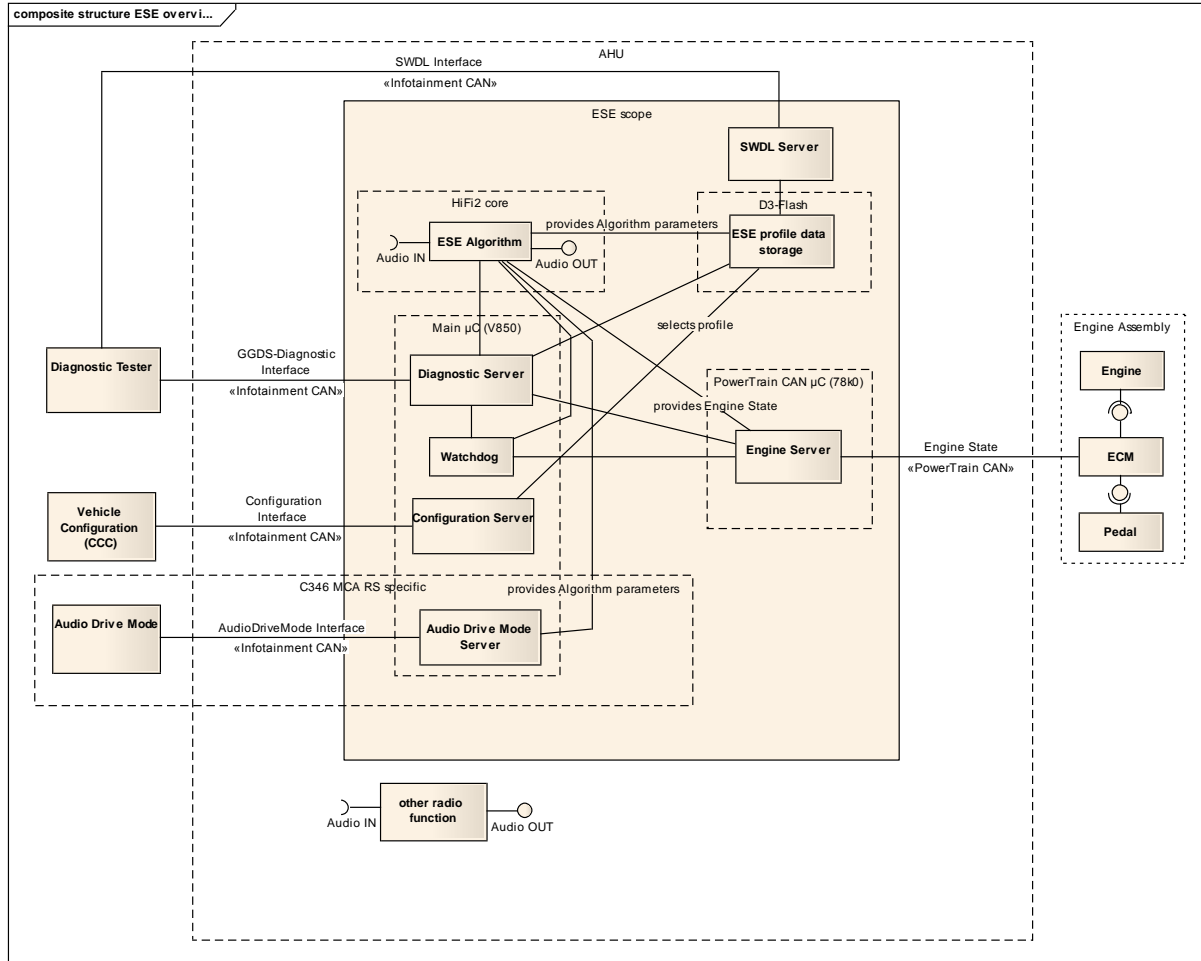 composite structure ESE overvi...
AHU
SWDL Interface
«Infotainment CAN»
ESE scope
SWDL Server
HiFi2 core
D3-Flash
provides Algorithm parameters
ESE Algorithm
ESE profile data
storage
Audio IN
Audio OUT
Main µC (V850)
selects profile
Engine Assembly
GGDS-Diagnostic
Interface
«Infotainment CAN»
Diagnostic Tester
Diagnostic Server
PowerTrain CAN µC (78k0)
Engine
provides Engine State
Watchdog
Engine Server
Engine State
«PowerTrain CAN»
ECM
Configuration
Interface
«Infotainment CAN»
Vehicle
Configuration
(CCC)
Configuration Server
Pedal
C346 MCA RS specific
provides Algorithm parameters
Audio Drive Mode
AudioDriveMode Interface
«Infotainment CAN»
Audio Drive Mode
Server
other radio
function
Audio IN
Audio OUT